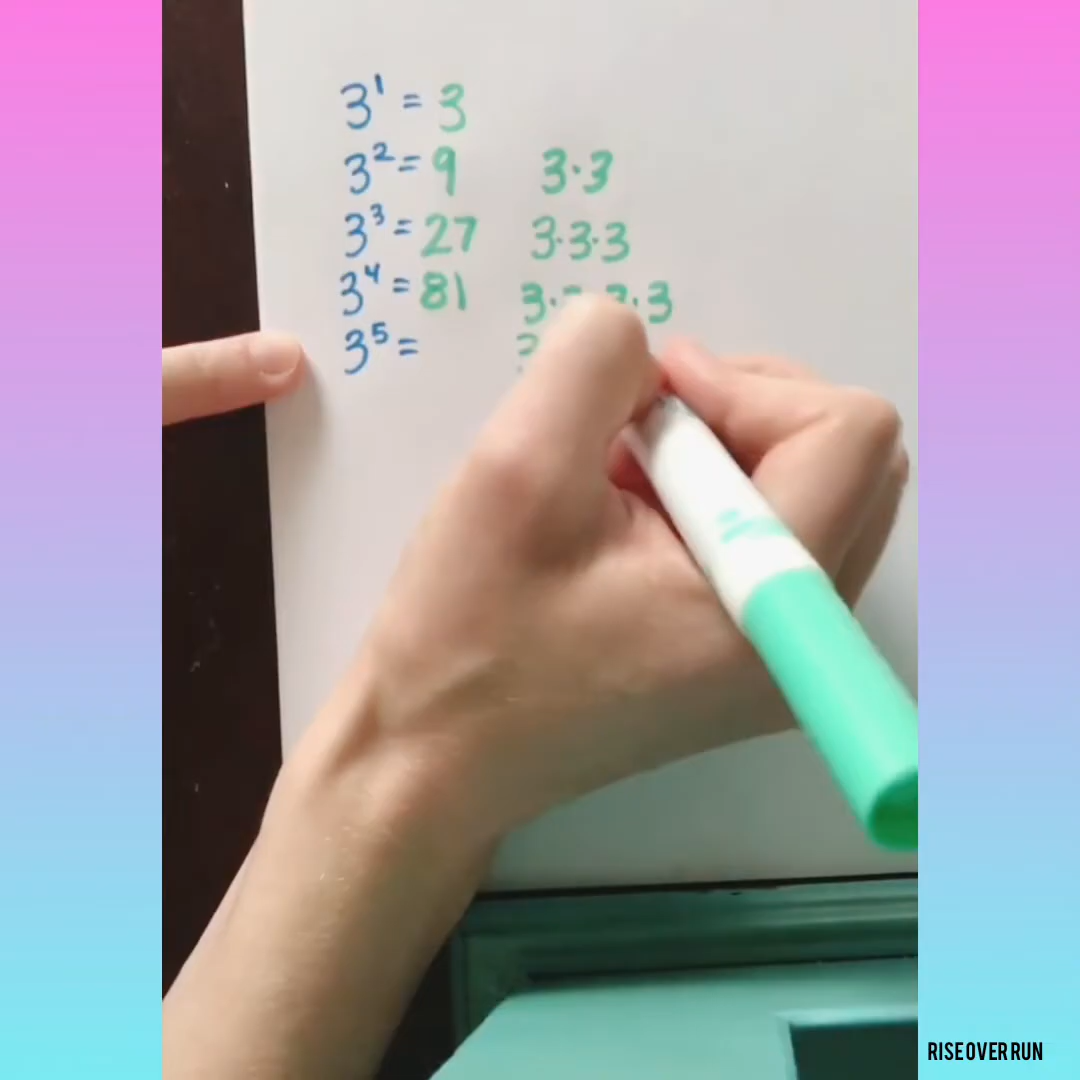 3¹ = 3
3² = 9 3·3
3³ = 27 3·3·3
3⁴ = 81 3· ·3
3⁵ =
RISE OVER RUN